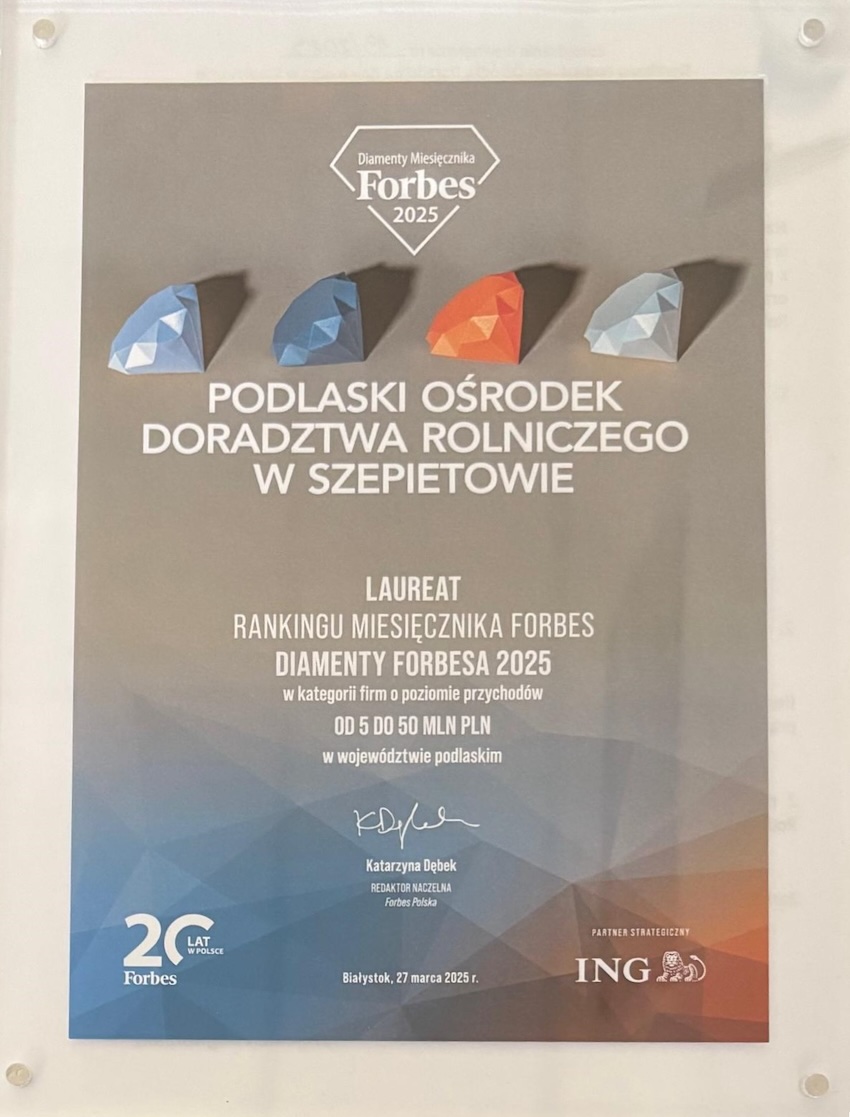 Diamenty Miesięcznika
Forbes
2025
PODLASKI OŚRODEK
DORADZTWA ROLNICZEGO
W SZEPIETOWIE
LAUREAT
RANKINGU MIESIĘCZNIKA FORBES
DIAMENTY FORBESA 2025
w kategorii firm o poziomie przychodów
OD 5 DO 50 MLN PLN
w województwie podlaskim
KDębek
Katarzyna Dębek
REDAKTOR NACZELNA
Forbes Polska
20 LAT
W POLSCE
Forbes
Białystok, 27 marca 2025 r.
PARTNER STRATEGICZNY
ING